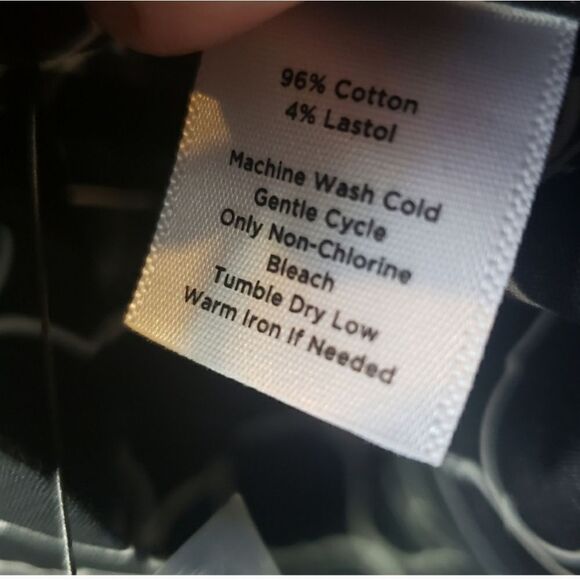 96% Cotton
4% Lastol
Machine Wash Cold
Gentle Cycle
Only Non-Chlorine
Bleach
Tumble Dry Low
Warm Iron If Needed